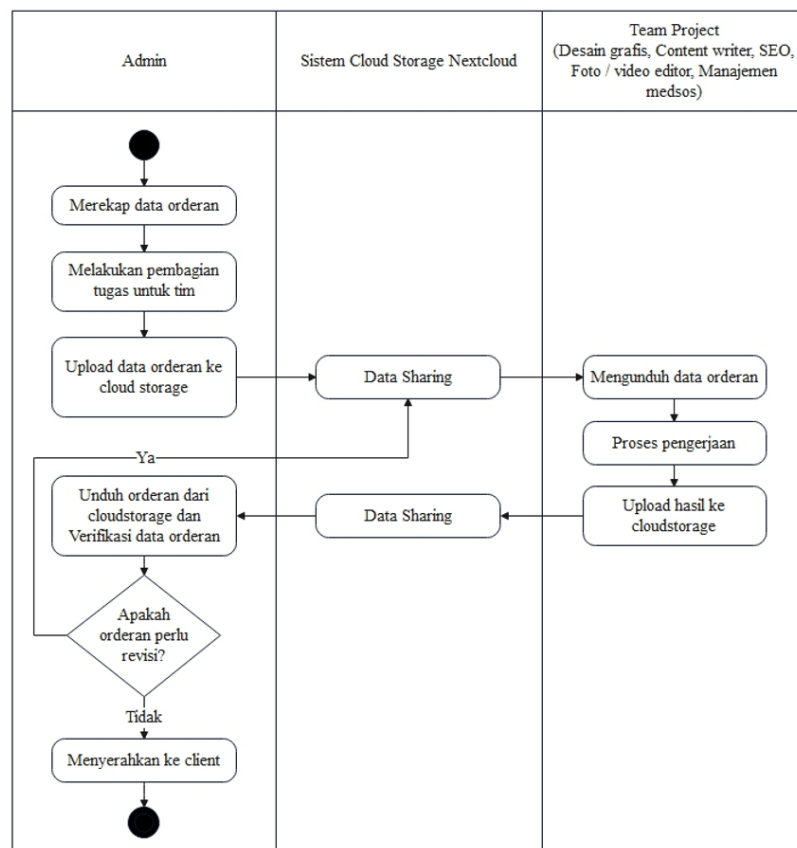 Admin
Sistem Cloud Storage Nextcloud
Team Project
(Desain grafis, Content writer, SEO,
Foto / video editor, Manajemen
medsos)
Merekap data orderan
Melakukan pembagian
tugas untuk tim
Upload data orderan ke
cloud storage
Data Sharing
Mengunduh data orderan
Proses pengerjaan
Upload hasil ke
cloudstorage
Data Sharing
Ya
Unduh orderan dari
cloudstorage dan
Verifikasi data orderan
Apakah
orderan perlu
revisi?
Tidak
Menyerahkan ke client